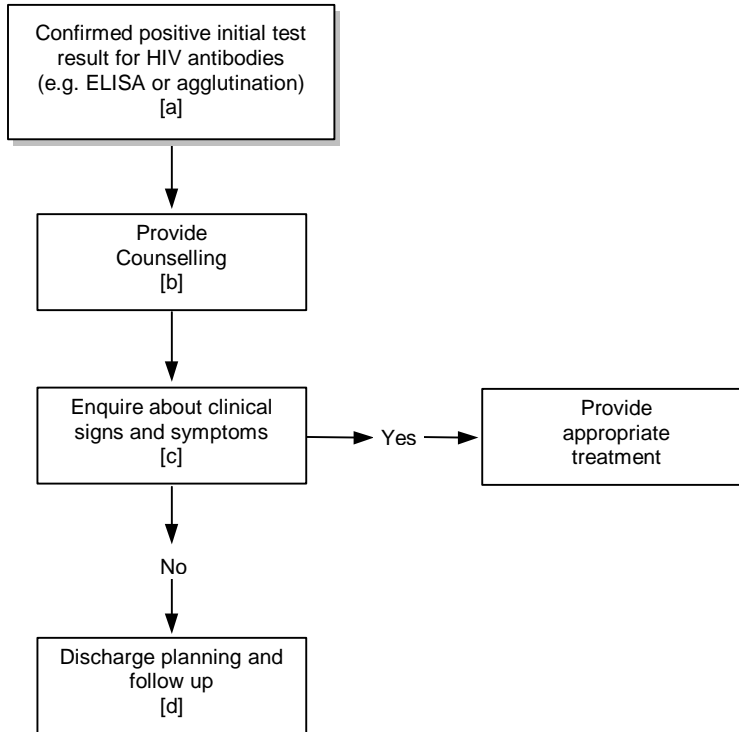 Confirmed positive initial test
result for HIV antibodies
(e.g. ELISA or agglutination)
[a]
Provide
Counselling
[b]
Enquire about clinical
signs and symptoms
[c]
Yes
Provide
appropriate
treatment
No
Discharge planning and
follow up
[d]